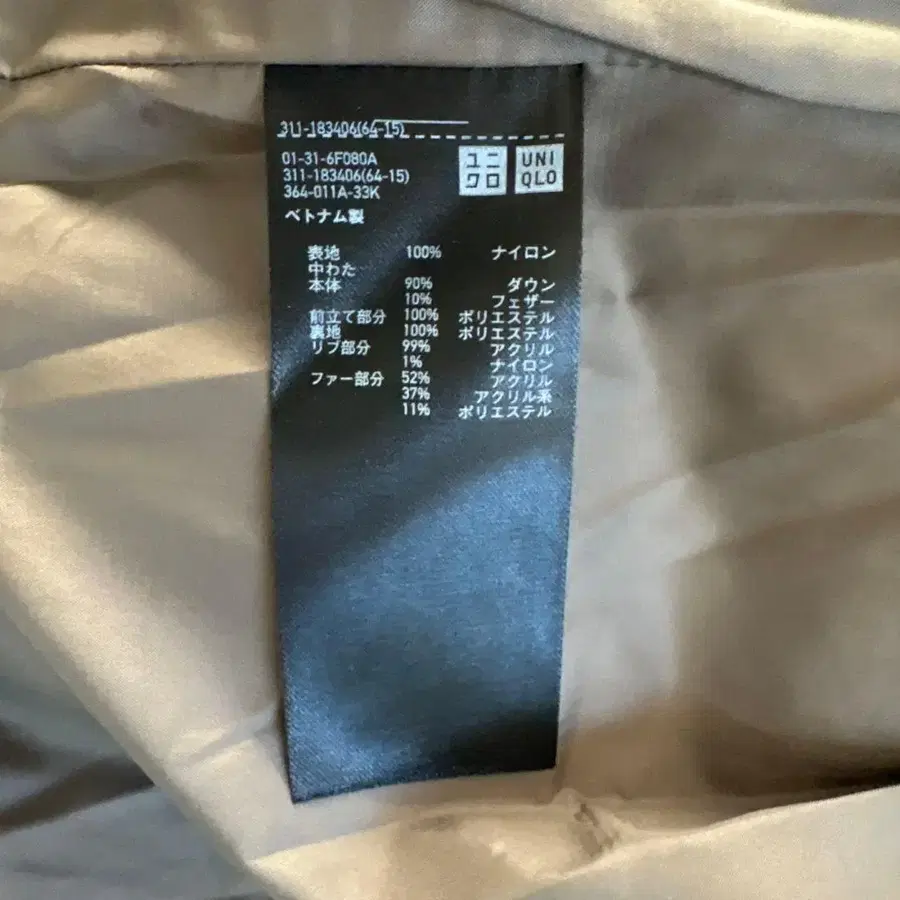 311-183406(64-15)
01-31-6F080A
311-183406(64-15)
364-011A-33K
ユニクロ UNIQLO
ベトナム製
表地 100% ナイロン
中わた
本体 90% ダウン
10% フェザー
前立て部分 100% ポリエステル
裏地 100% ポリエステル
リブ部分 99% アクリル
1% ナイロン
ファー部分 52% アクリル
37% アクリル系
11% ポリエステル